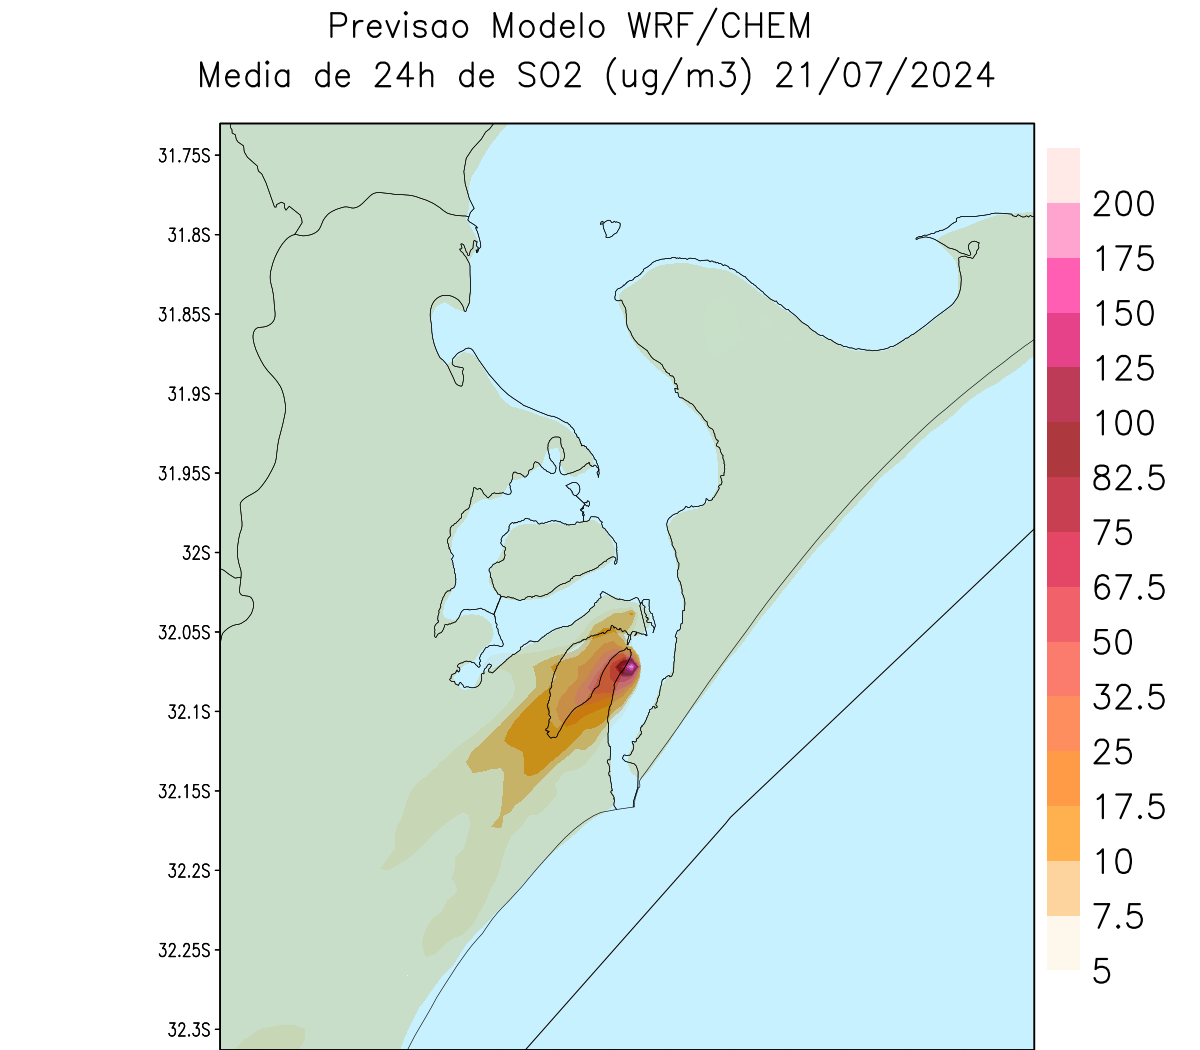 Previsao Modelo WRF/CHEM
Media de 24h de SO2 (ug/m3) 21/07/2024
31.75S
31.8S
31.85S
31.9S
31.95S
32S
32.05S
32.1S
32.15S
32.2S
32.25S
32.3S
200
175
150
125
100
82.5
75
67.5
50
32.5
25
17.5
10
7.5
5